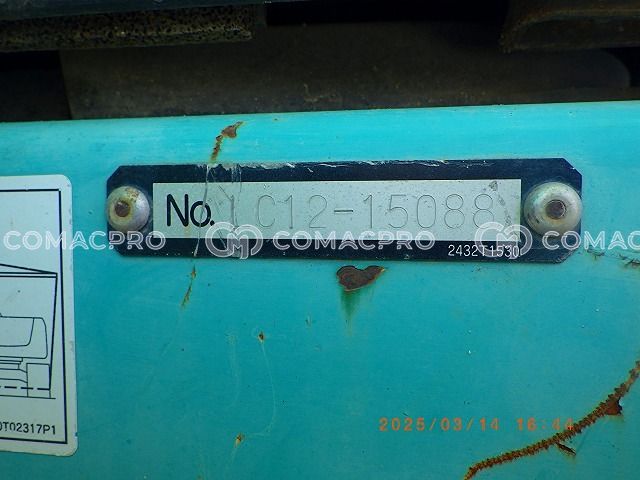 No. LC12-15088
COMACPRO COMACPRO COMACPRO
2432T1530
0T02317P1
2025/03/14 16:44